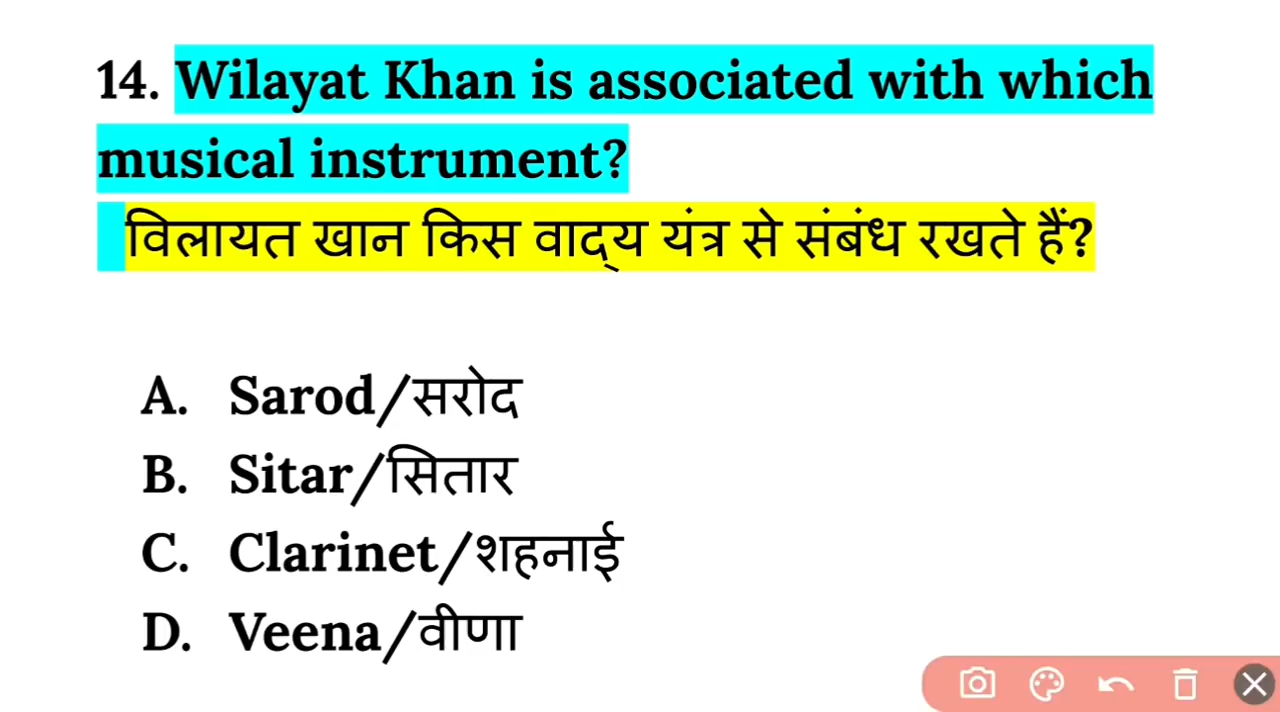 14. Wilayat Khan is associated with which
musical instrument?
विलायत खान किस वाद्य यंत्र से संबंध रखते हैं?
A. Sarod/सरोद
B. Sitar/सितार
C. Clarinet/शहनाई
D. Veena/वीणा